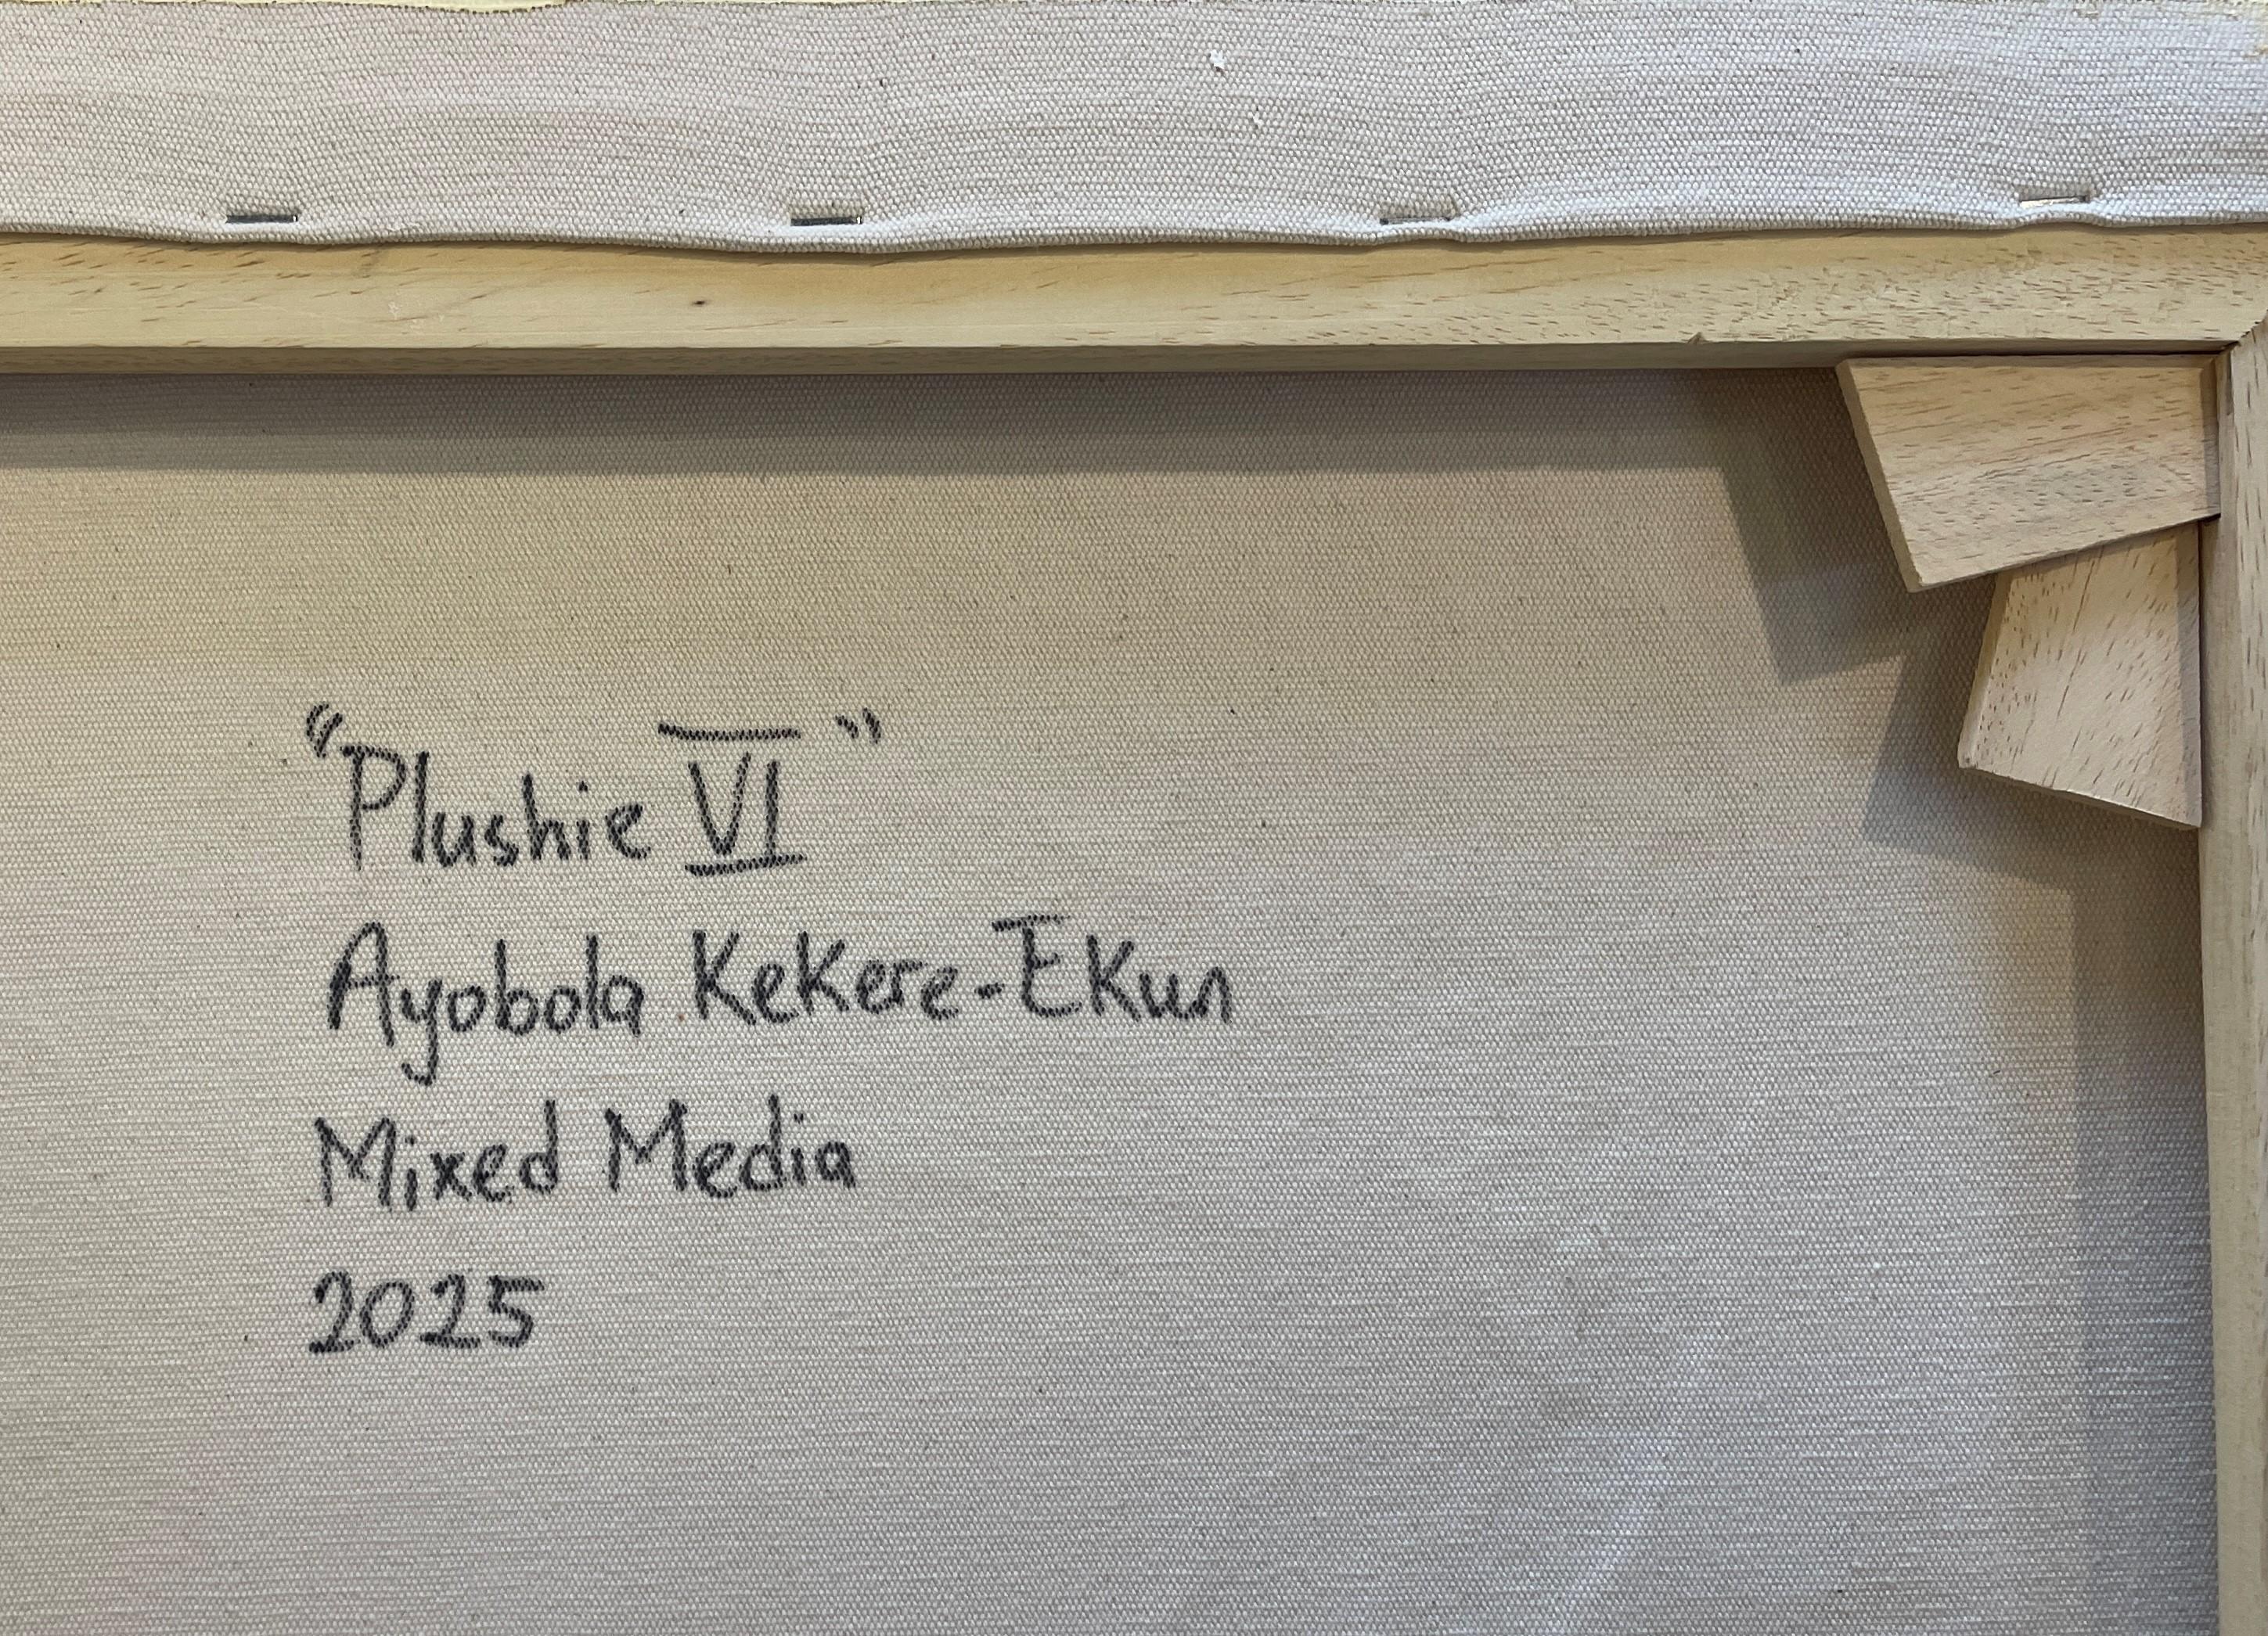 “Plushie VI”
Ayobola Kekere-Ekun
Mixed Media
2025